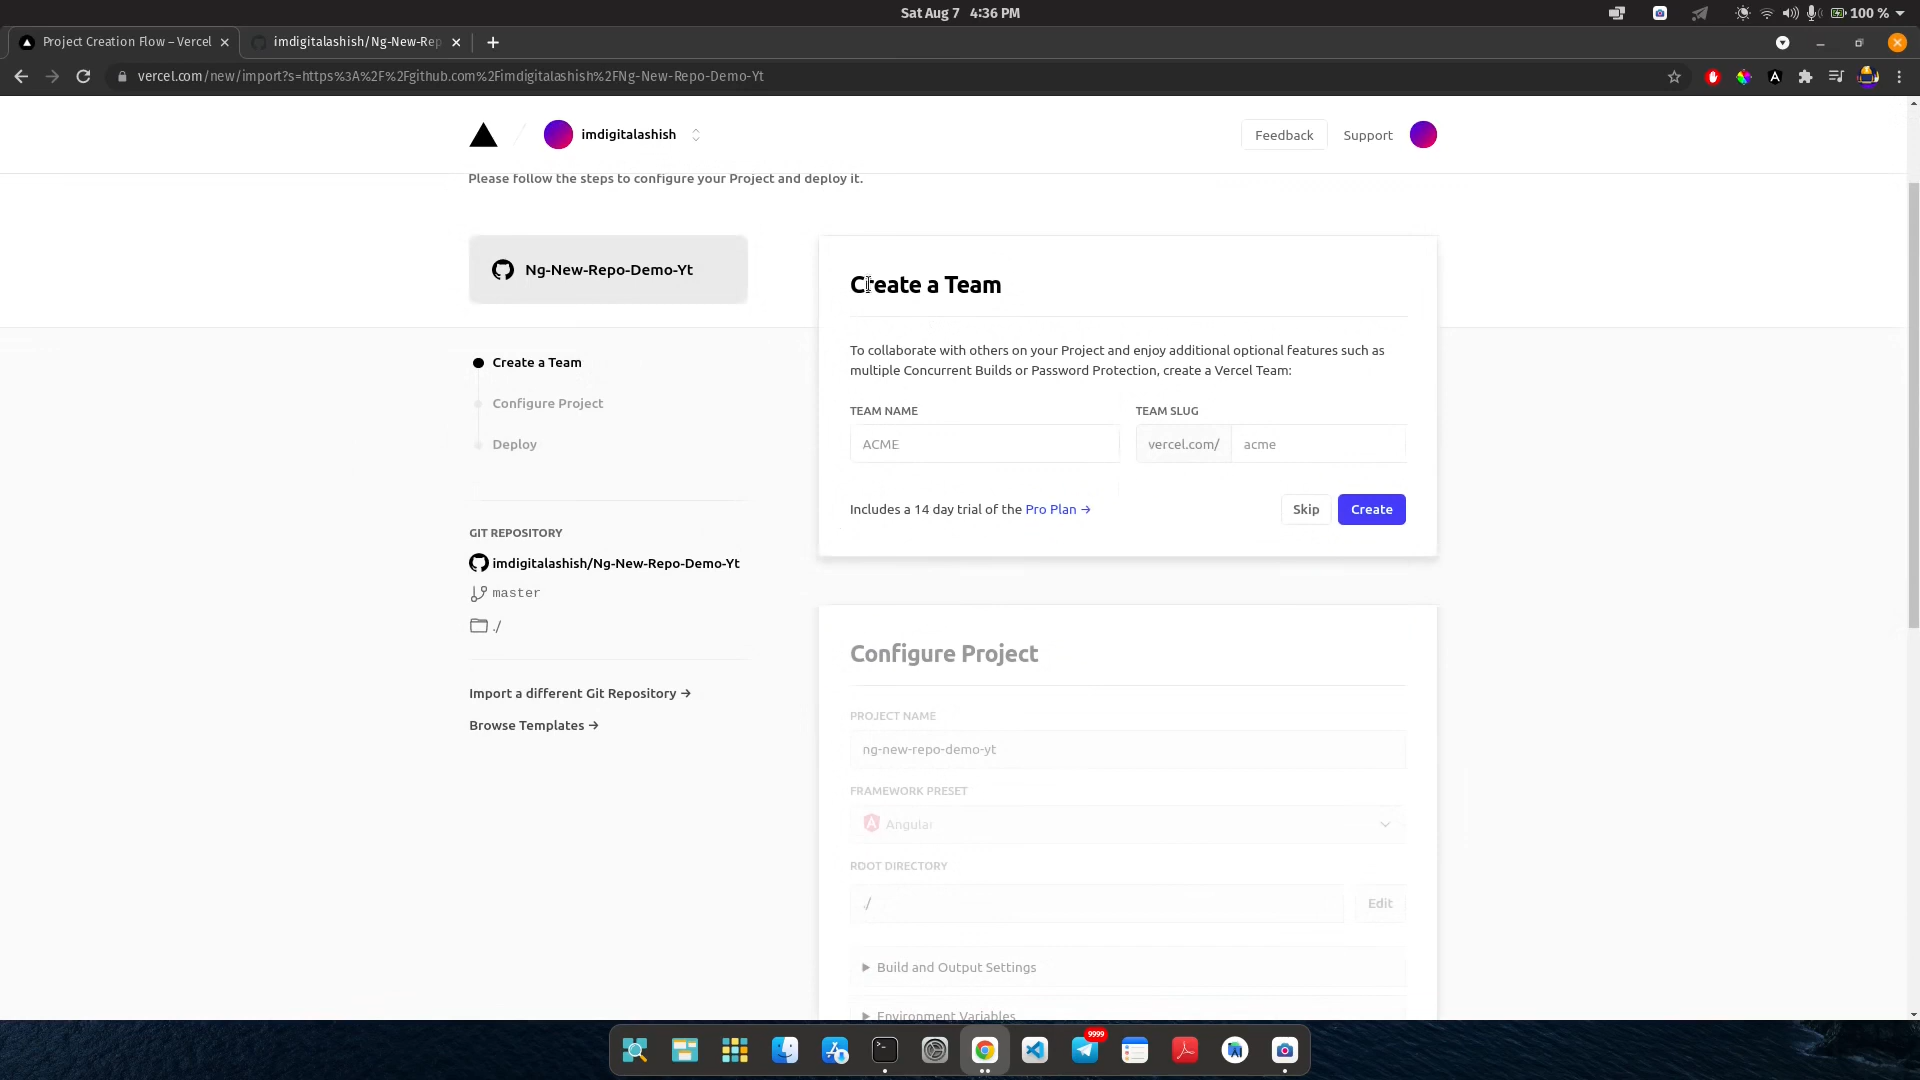 Sat Aug 7 4:36 PM
100 %
Project Creation Flow – Vercel
imdigitalashish/Ng-New-Rep
vercel.com/new/import?s=https%3A%2F%2Fgithub.com%2Fimdigitalashish%2FNg-New-Repo-Demo-Yt
imdigitalashish
Feedback
Support
Please follow the steps to configure your Project and deploy it.
Ng-New-Repo-Demo-Yt
Create a Team
Configure Project
Deploy
GIT REPOSITORY
imdigitalashish/Ng-New-Repo-Demo-Yt
master
./
Import a different Git Repository →
Browse Templates →
Create a Team
To collaborate with others on your Project and enjoy additional optional features such as
multiple Concurrent Builds or Password Protection, create a Vercel Team:
TEAM NAME
TEAM SLUG
ACME
vercel.com/
acme
Includes a 14 day trial of the Pro Plan →
Skip
Create
Configure Project
PROJECT NAME
ng-new-repo-demo-yt
FRAMEWORK PRESET
Angular
ROOT DIRECTORY
./
Edit
Build and Output Settings
Environment Variables
9999